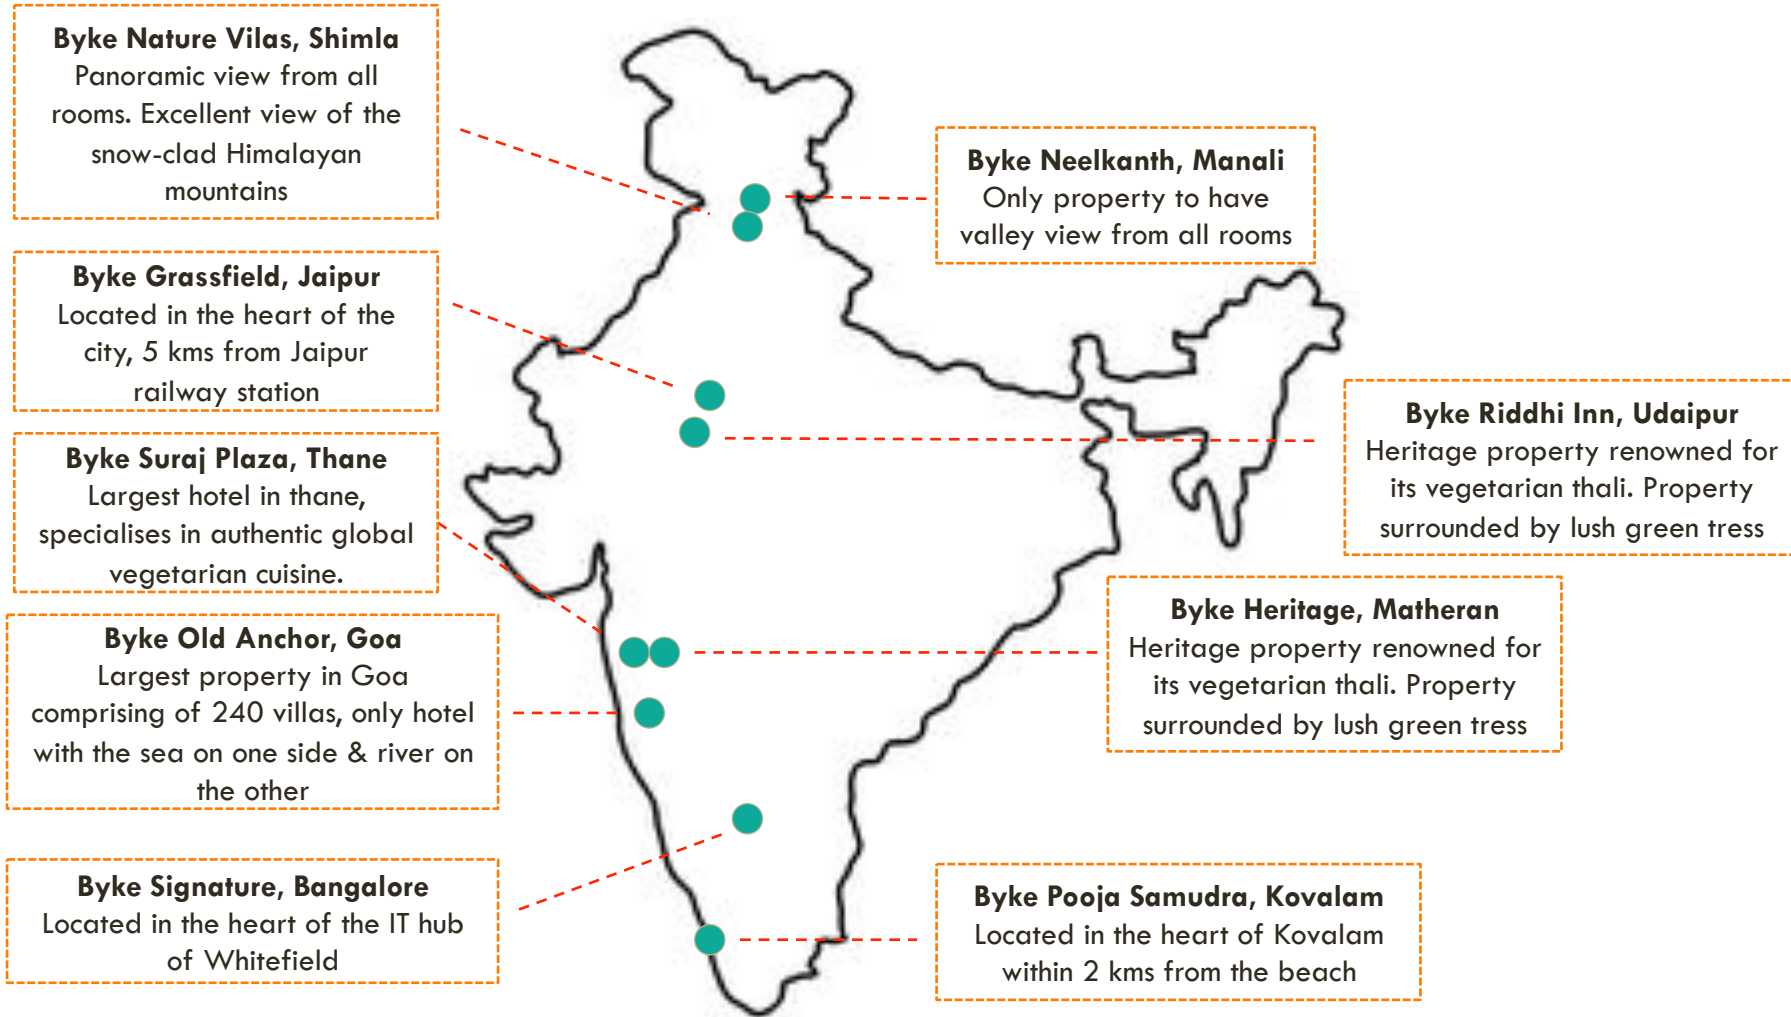 Byke Nature Vilas, Shimla
Panoramic view from all
rooms. Excellent view of the
snow-clad Himalayan
mountains
Byke Neelkanth, Manali
Only property to have
valley view from all rooms
Byke Grassfield, Jaipur
Located in the heart of the
city, 5 kms from Jaipur
railway station
Byke Riddhi Inn, Udaipur
Heritage property renowned for
its vegetarian thali. Property
surrounded by lush green tress
Byke Suraj Plaza, Thane
Largest hotel in thane,
specialises in authentic global
vegetarian cuisine.
Byke Heritage, Matheran
Heritage property renowned for
its vegetarian thali. Property
surrounded by lush green tress
Byke Old Anchor, Goa
Largest property in Goa
comprising of 240 villas, only hotel
with the sea on one side & river on
the other
Byke Signature, Bangalore
Located in the heart of the IT hub
of Whitefield
Byke Pooja Samudra, Kovalam
Located in the heart of Kovalam
within 2 kms from the beach